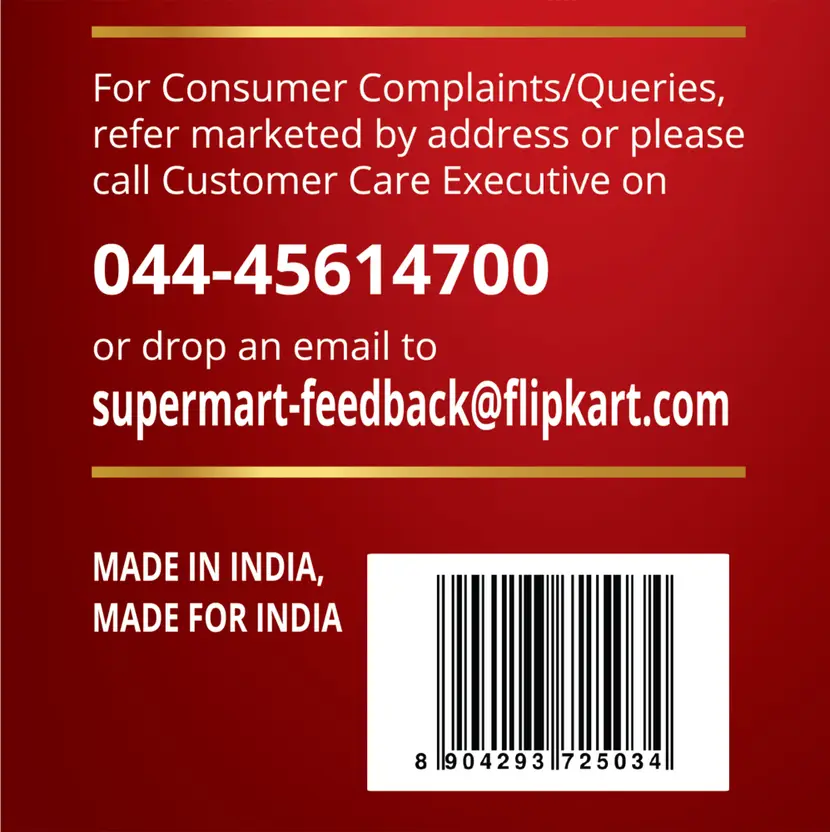 For Consumer Complaints/Queries,
refer marketed by address or please
call Customer Care Executive on
044-45614700
or drop an email to
supermart-feedback@flipkart.com
MADE IN INDIA,
MADE FOR INDIA
8 904293 725034